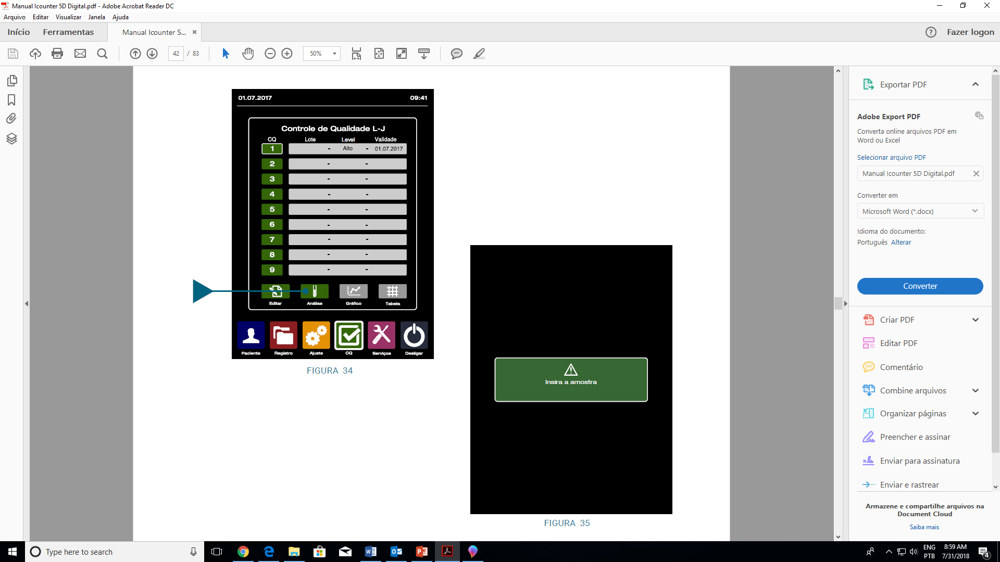 Manual Icounter 5D Digital.pdf - Adobe Acrobat Reader DC
Arquivo Editar Visualizar Janela Ajuda
Início Ferramentas Manual Icounter 5... × Fazer logon
42 / 83 50%
01.07.2017 09:41
Controle de Qualidade L-J
CQ Lote Level Validade
1 - Alto - 01.07.2017
2 - -
3 - -
4 - -
5 - -
6 - -
7 - -
8 - -
9 - -
Editar Análise Gráfico Tabela
Paciente Registro Ajuste CQ Serviços Desligar
FIGURA 34
Insira a amostra
FIGURA 35
Exportar PDF
Adobe Export PDF
Converta online arquivos PDF em
Word ou Excel
Selecionar arquivo PDF
Manual Icounter 5D Digital.pdf
Converter em
Microsoft Word (*.docx)
Idioma do documento:
Português Alterar
Converter
Criar PDF
Editar PDF
Comentário
Combine arquivos
Organizar páginas
Preencher e assinar
Enviar para assinatura
Enviar e rastrear
Armazene e compartilhe arquivos na
Document Cloud
Saiba mais
Type here to search
ENG
PTB
8:59 AM
7/31/2018
4